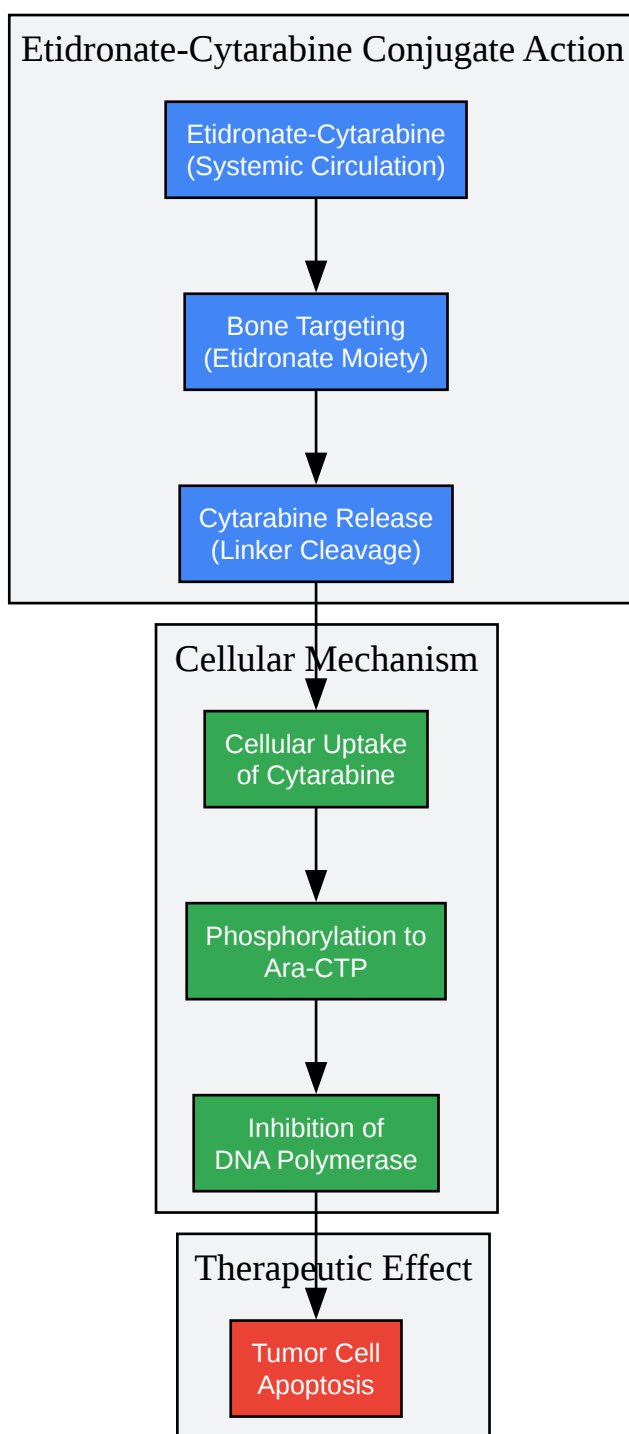 Etidronate-Cytarabine Conjugate Action
Etidronate-Cytarabine
(Systemic Circulation)
Bone Targeting
(Etidronate Moiety)
Cytarabine Release
(Linker Cleavage)
Cellular Mechanism
Cellular Uptake
of Cytarabine
Phosphorylation to
Ara-CTP
Inhibition of
DNA Polymerase
Therapeutic Effect
Tumor Cell
Apoptosis